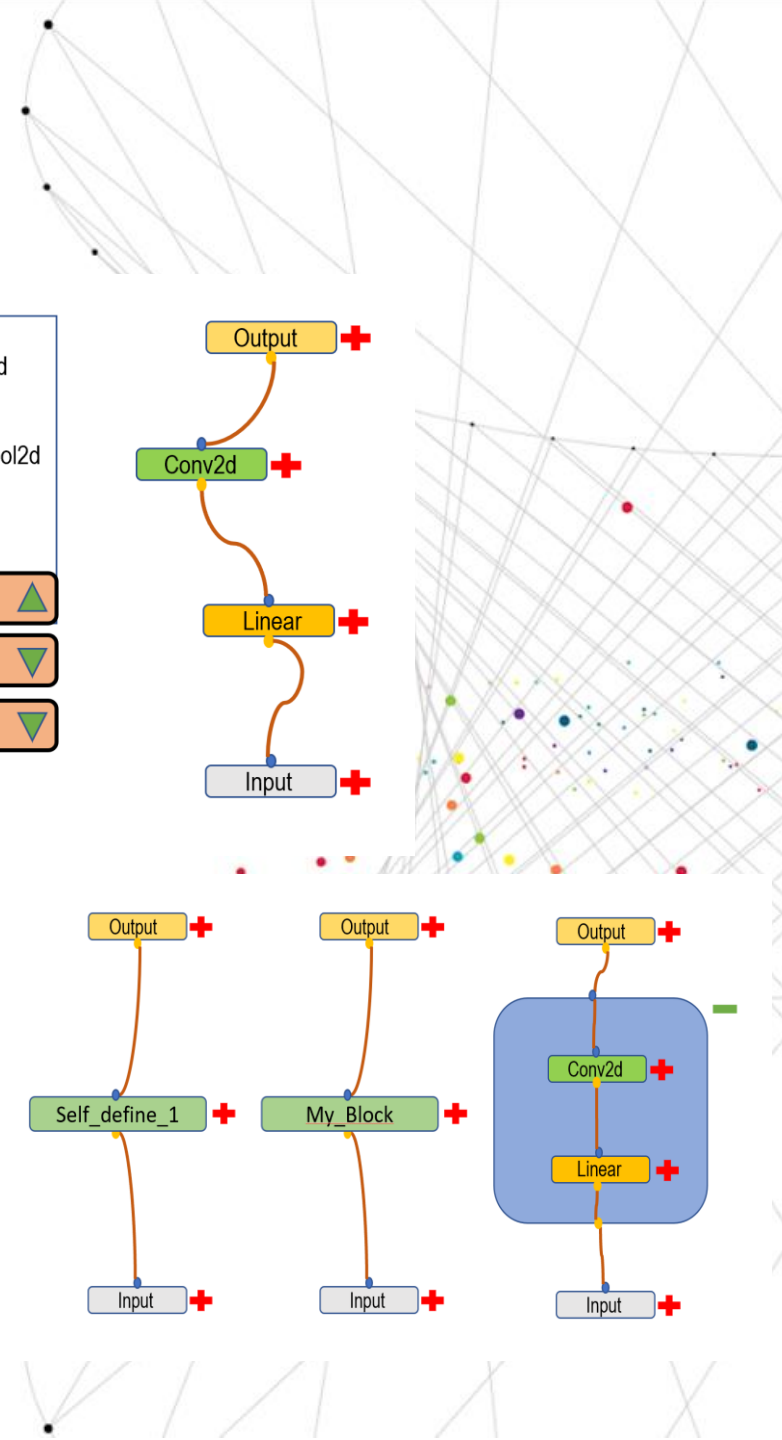 Output
Conv2d
ol2d
Linear
Input
Output
Output
Output
Self_define_1
My_Block
Conv2d
Linear
Input
Input
Input